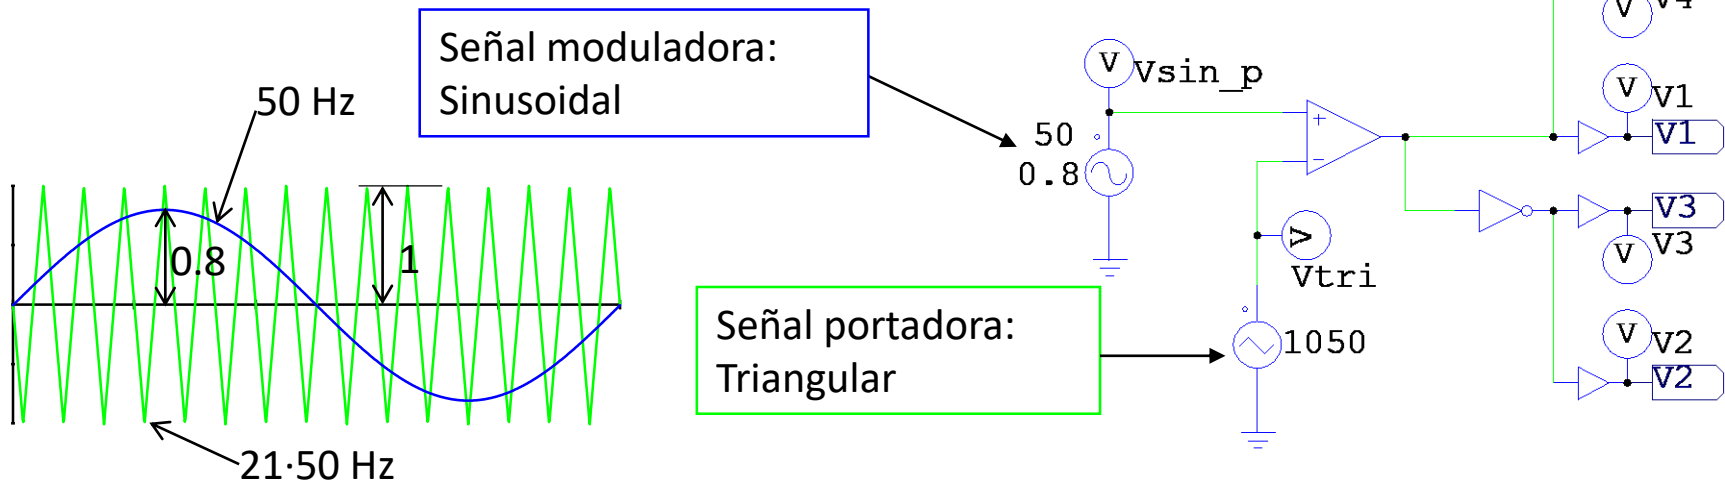 Señal moduladora:
Sinusoidal
50 Hz
0.8
1
21·50 Hz
Señal portadora:
Triangular
V
Vsin_p
50
0.8
+
−
V
Vtri
1050
V
V4
V
V1
V1
V3
V
V3
V
V2
V2